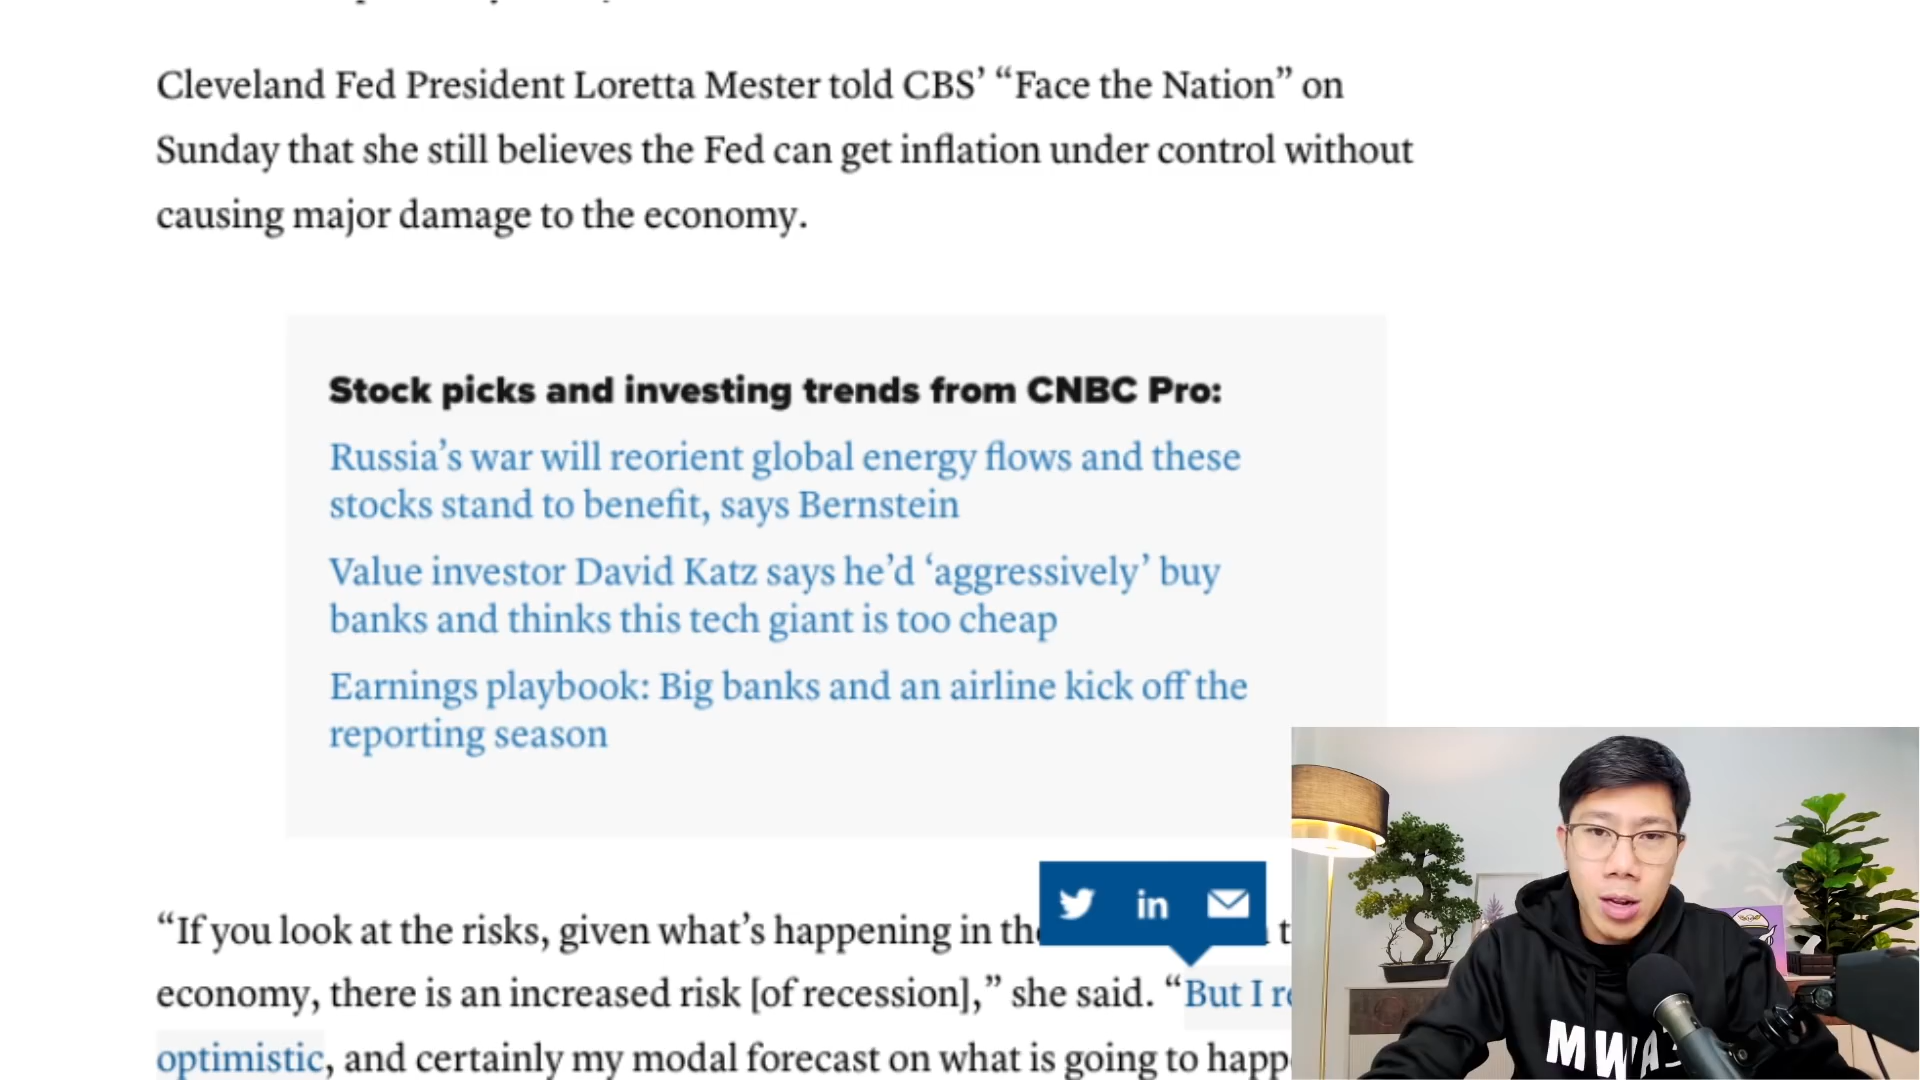 Cleveland Fed President Loretta Mester told CBS’ “Face the Nation” on
Sunday that she still believes the Fed can get inflation under control without
causing major damage to the economy.
Stock picks and investing trends from CNBC Pro:
Russia’s war will reorient global energy flows and these
stocks stand to benefit, says Bernstein
Value investor David Katz says he’d ‘aggressively’ buy
banks and thinks this tech giant is too cheap
Earnings playbook: Big banks and an airline kick off the
reporting season
in
“If you look at the risks, given what’s happening in
economy, there is an increased risk [of recession],” she said. “But I
optimistic, and certainly my modal forecast on what is going to